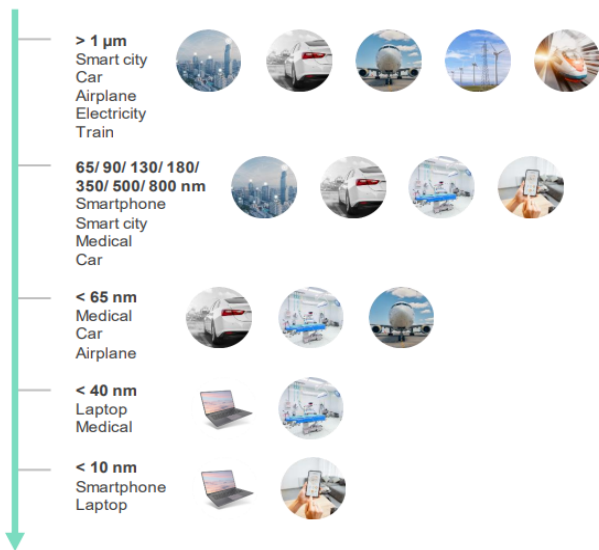 > 1 µm
Smart city
Car
Airplane
Electricity
Train
65/ 90/ 130/ 180/
350/ 500/ 800 nm
Smartphone
Smart city
Medical
Car
< 65 nm
Medical
Car
Airplane
< 40 nm
Laptop
Medical
< 10 nm
Smartphone
Laptop